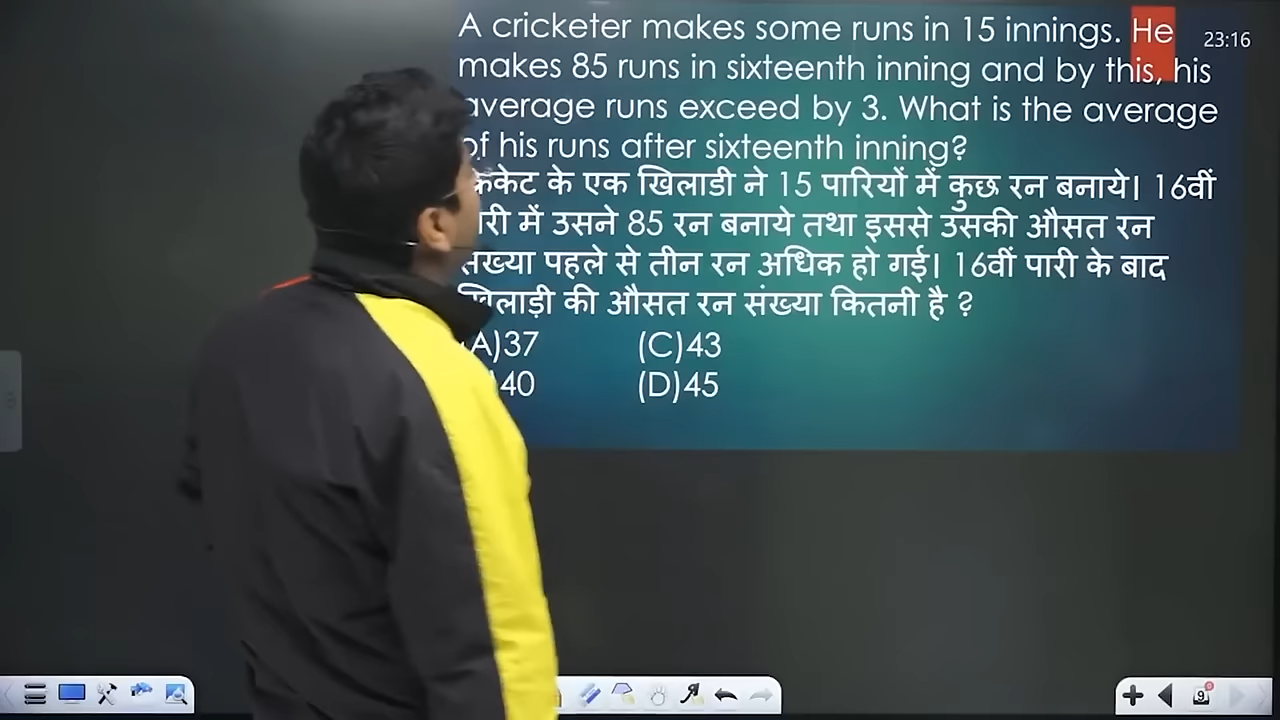 A cricketer makes some runs in 15 innings. He
23:16
makes 85 runs in sixteenth inning and by this, his
average runs exceed by 3. What is the average
of his runs after sixteenth inning?
क्रिकेट के एक खिलाडी ने 15 पारियों में कुछ रन बनाये। 16वीं
में उसने 85 रन बनाये तथा इससे उसकी औसत रन
संख्या पहले से तीन रन अधिक हो गई। 16वीं पारी के बाद
खिलाड़ी की औसत रन संख्या कितनी है ?
(A)37 (C)43
40 (D)45
9